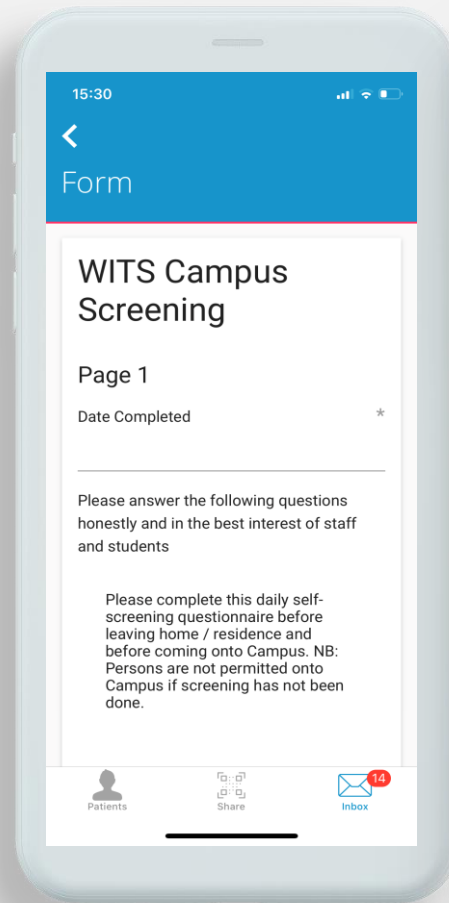 15:30
Form
WITS Campus
Screening
Page 1
Date Completed *
Please answer the following questions
honestly and in the best interest of staff
and students
Please complete this daily self-
screening questionnaire before
leaving home / residence and
before coming onto Campus. NB:
Persons are not permitted onto
Campus if screening has not been
done.
14
Patients Share Inbox